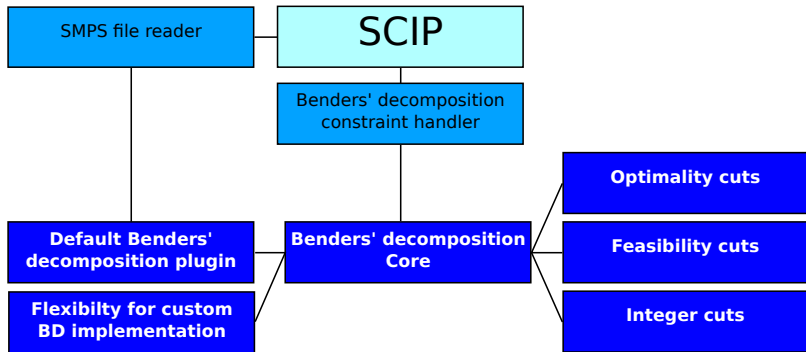 SMPS file reader
SCIP
Benders' decomposition
constraint handler
Optimality cuts
Default Benders'
decomposition plugin
Benders' decomposition
Core
Feasibility cuts
Flexibilty for custom
BD implementation
Integer cuts